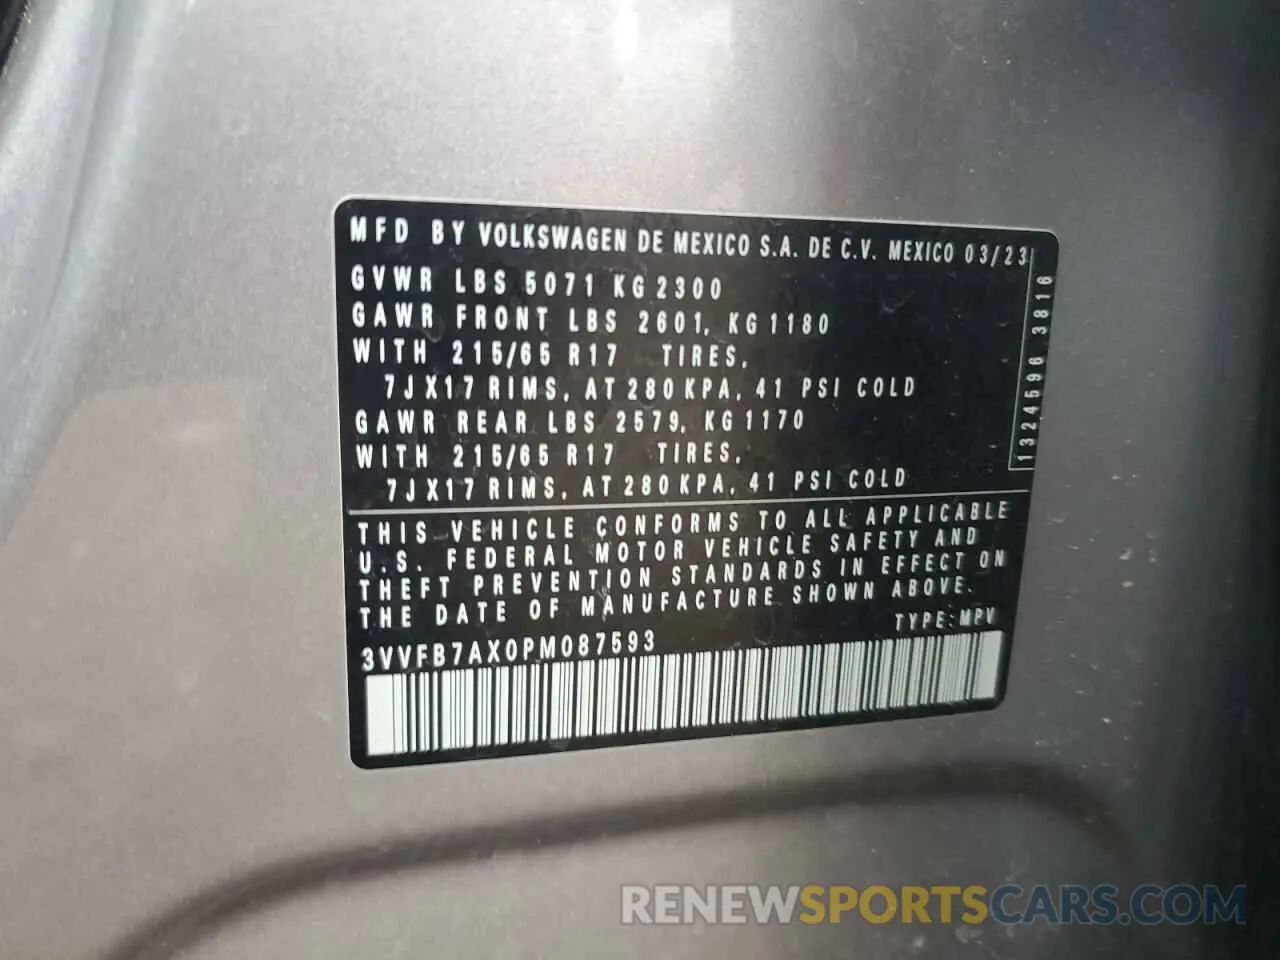 MFD BY VOLKSWAGEN DE MEXICO S.A. DE C.V. MEXICO 03/23
GVWR LBS 5071 KG 2300
GAWR FRONT LBS 2601, KG 1180
WITH 215/65 R17 TIRES,
7JX17 RIMS, AT 280 KPA, 41 PSI COLD
GAWR REAR LBS 2579, KG 1170
WITH 215/65 R17 TIRES,
7JX17 RIMS, AT 280 KPA, 41 PSI COLD
1324596 3816
THIS VEHICLE CONFORMS TO ALL APPLICABLE
U.S. FEDERAL MOTOR VEHICLE SAFETY AND
THEFT PREVENTION STANDARDS IN EFFECT ON
THE DATE OF MANUFACTURE SHOWN ABOVE.
TYPE: MPV
3VVFB7AX0PM087593
RENEWSPORTSCARS.COM